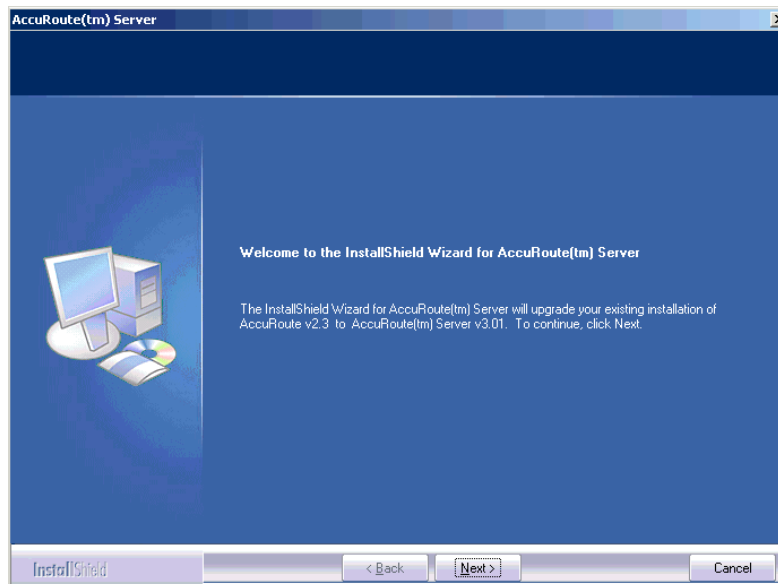 AccuRoute(tm) Server
Welcome to the InstallShield Wizard for AccuRoute(tm) Server
The InstallShield Wizard for AccuRoute(tm) Server will upgrade your existing installation of
AccuRoute v2.3 to AccuRoute(tm) Server v3.01. To continue, click Next.
InstallShield
< Back
Next >
Cancel